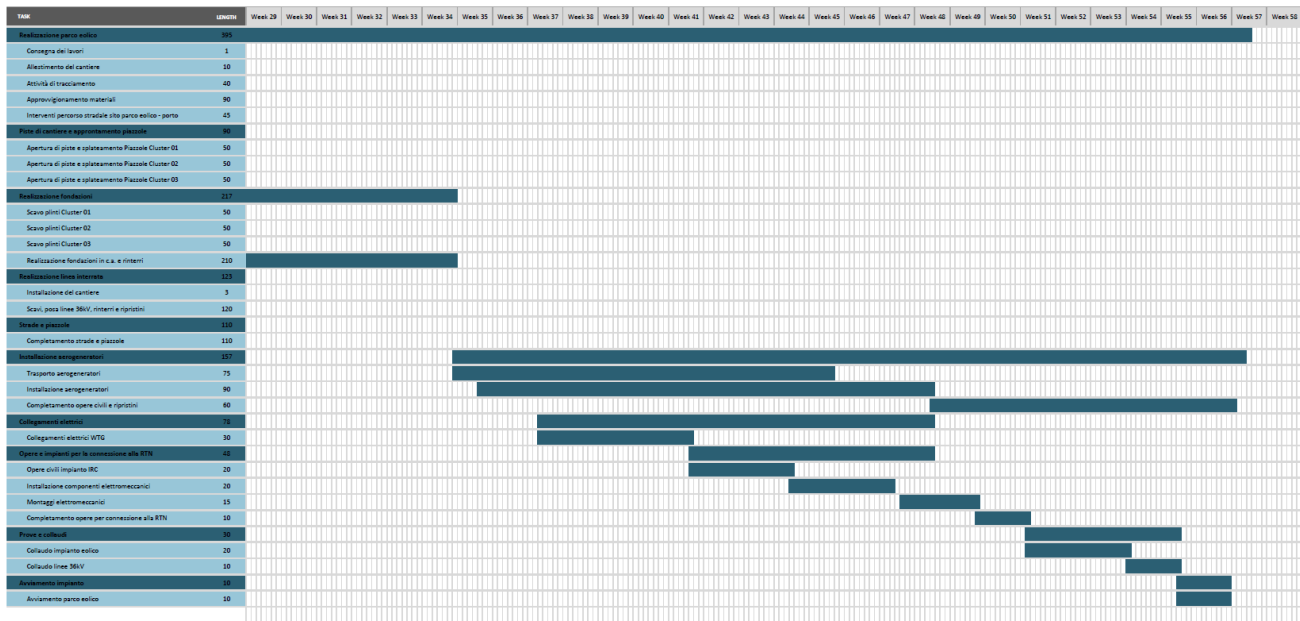 TASK LENGTH Week 29 Week 30 Week 31 Week 32 Week 33 Week 34 Week 35 Week 36 Week 37 Week 38 Week 39 Week 40 Week 41 Week 42 Week 43 Week 44 Week 45 Week 46 Week 47 Week 48 Week 49 Week 50 Week 51 Week 52 Week 53 Week 54 Week 55 Week 56 Week 57 Week 58
Realizzazione parco eolico 395
Consegna dei lavori 1
Allestimento del cantiere 10
Attività di tracciamento 40
Approvvigionamento materiali 90
Interventi percorso stradale sito parco eolico - porto 45
Piste di cantiere e approntamento piazzole 90
Apertura di piste e splateamento Piazzole Cluster 01 50
Apertura di piste e splateamento Piazzole Cluster 02 50
Apertura di piste e splateamento Piazzole Cluster 03 50
Realizzazione fondazioni 217
Scavo plinti Cluster 01 50
Scavo plinti Cluster 02 50
Scavo plinti Cluster 03 50
Realizzazione fondazioni in c.a. e rinterri 210
Realizzazione linea interrata 123
Installazione del cantiere 3
Scavi, posa linee 36kV, rinterri e ripristini 120
Strade e piazzole 110
Completamento strade e piazzole 110
Installazione aerogeneratori 157
Trasporto aerogeneratori 75
Installazione aerogeneratori 90
Completamento opere civili e ripristini 60
Collegamenti elettrici 78
Collegamenti elettrici WTG 30
Opere e impianti per la connessione alla RTN 48
Opere civili impianto IRC 20
Installazione componenti elettromeccanici 20
Montaggi elettromeccanici 15
Completamento opere per connessione alla RTN 10
Prove e collaudi 30
Collaudo impianto eolico 20
Collaudo linee 36kV 10
Avviamento impianto 10
Avviamento parco eolico 10